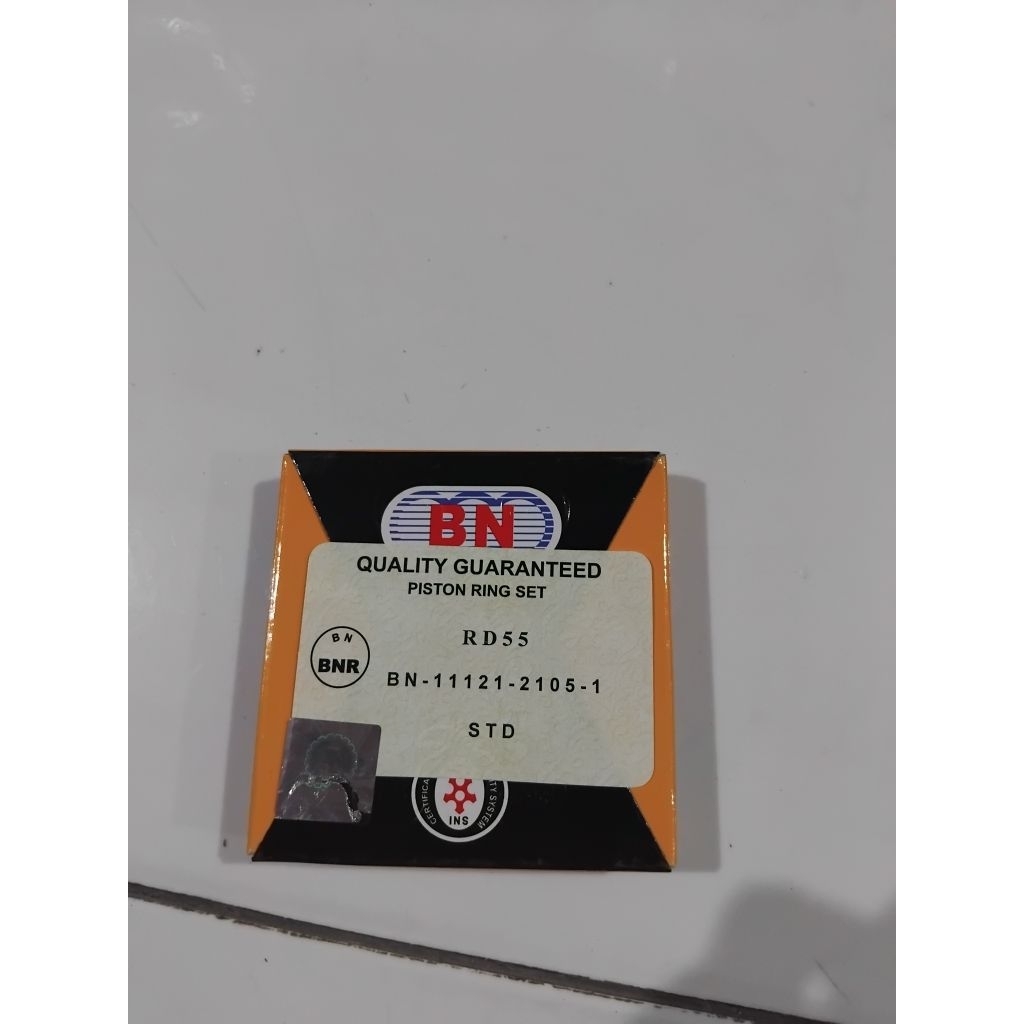 BN
QUALITY GUARANTEED
PISTON RING SET
RD55
BN
BNR
BN-11121-2105-1
STD
INS